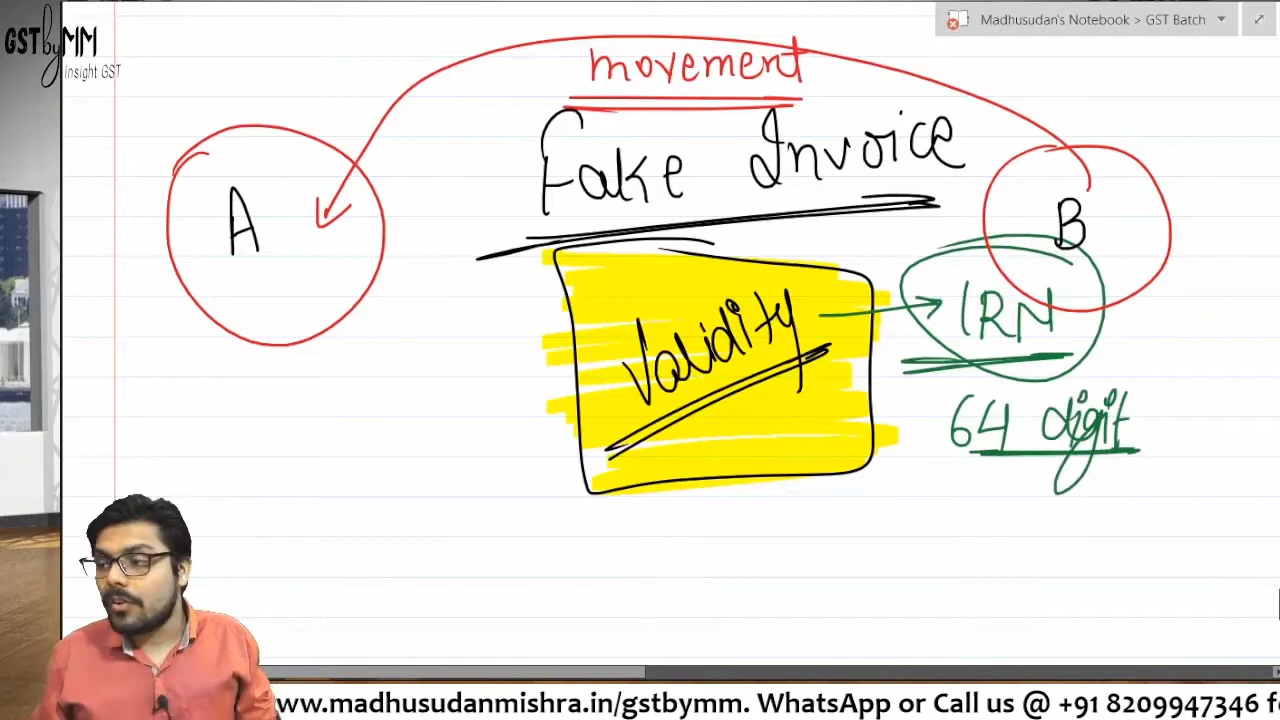 GST by MM
Insight GST
Madhusudan's Notebook > GST Batch
movement
Fake Invoice
A
B
Validity
IRN
64 digit
www.madhusudanmishra.in/gstbymm. WhatsApp or Call us @ +91 8209947346 fo